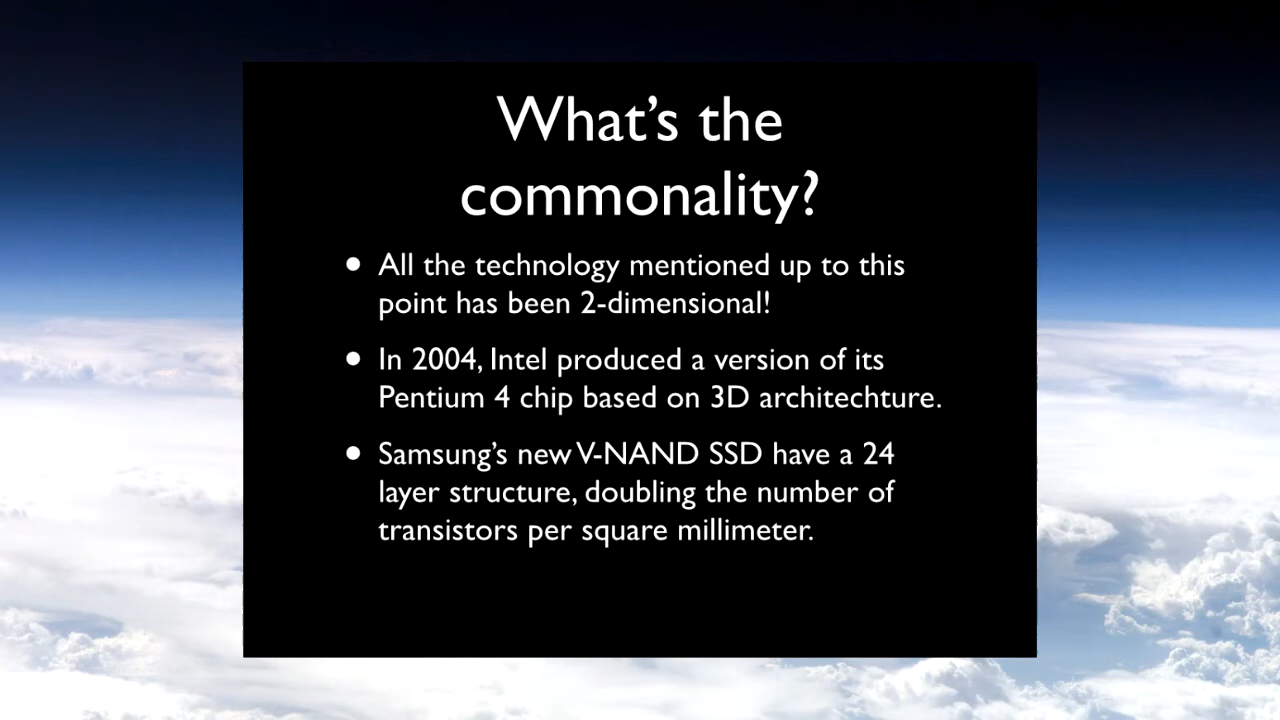 What’s the
commonality?
• All the technology mentioned up to this
point has been 2-dimensional!
• In 2004, Intel produced a version of its
Pentium 4 chip based on 3D architechture.
• Samsung’s new V-NAND SSD have a 24
layer structure, doubling the number of
transistors per square millimeter.